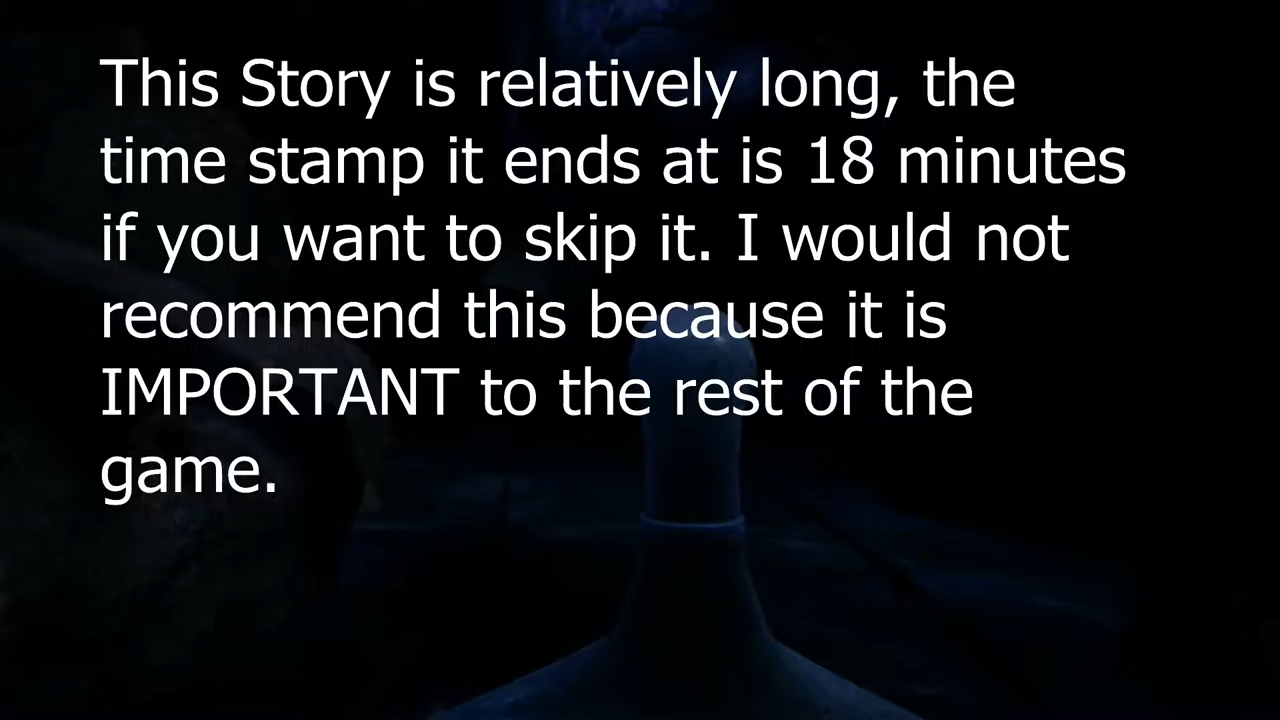 This Story is relatively long, the
time stamp it ends at is 18 minutes
if you want to skip it. I would not
recommend this because it is
IMPORTANT to the rest of the
game.